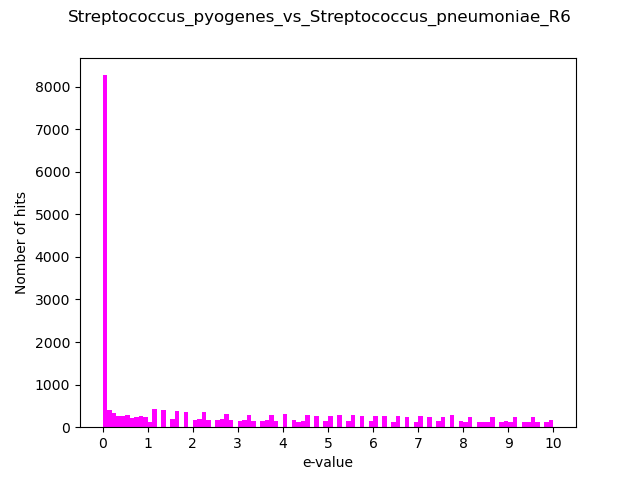 Streptococcus_pyogenes_vs_Streptococcus_pneumoniae_R6
8000
7000
6000
5000
4000
3000
2000
1000
0
Nomber of hits
0 1 2 3 4 5 6 7 8 9 10
e-value